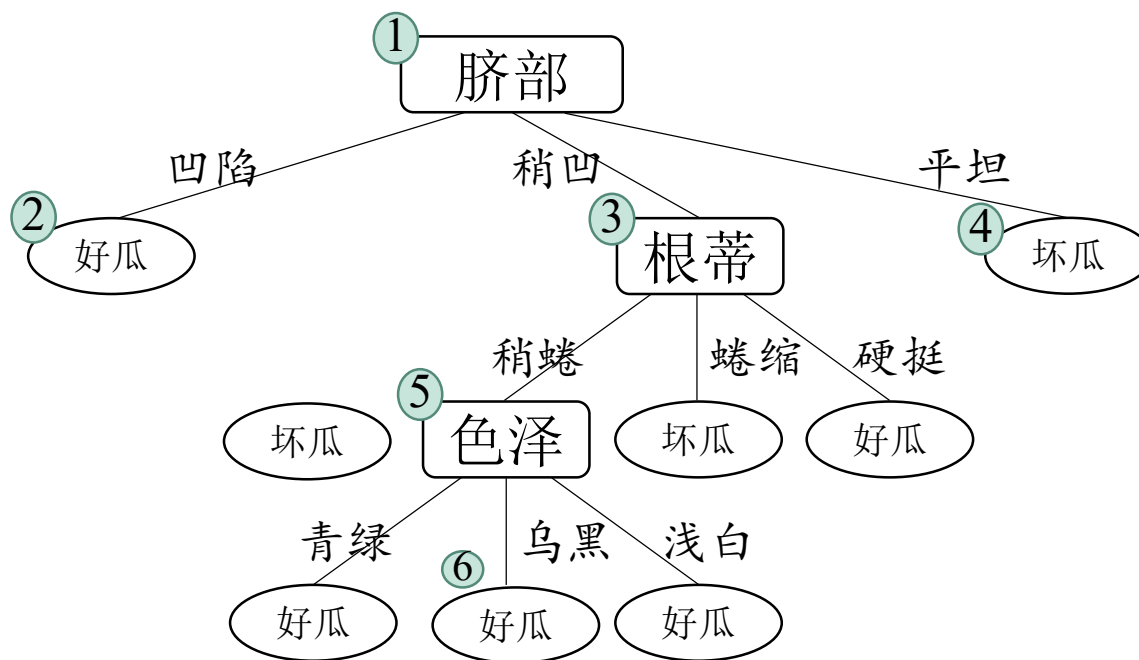 1
脐部
凹陷 稍凹 平坦
2 3 4
好瓜 根蒂 坏瓜
稍蜷 蜷缩 硬挺
5
坏瓜 色泽 坏瓜 好瓜
青绿 乌黑 浅白
6
好瓜 好瓜 好瓜